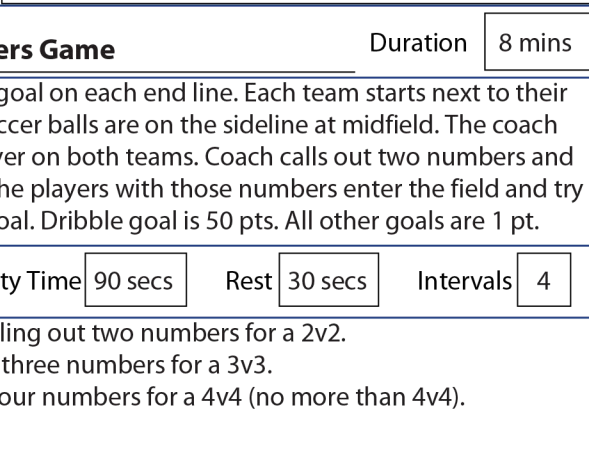 ers Game
Duration 8 mins
goal on each end line. Each team starts next to their
ccer balls are on the sideline at midfield. The coach
yer on both teams. Coach calls out two numbers and
he players with those numbers enter the field and try
oal. Dribble goal is 50 pts. All other goals are 1 pt.
ty Time 90 secs Rest 30 secs Intervals 4
ling out two numbers for a 2v2.
three numbers for a 3v3.
our numbers for a 4v4 (no more than 4v4).